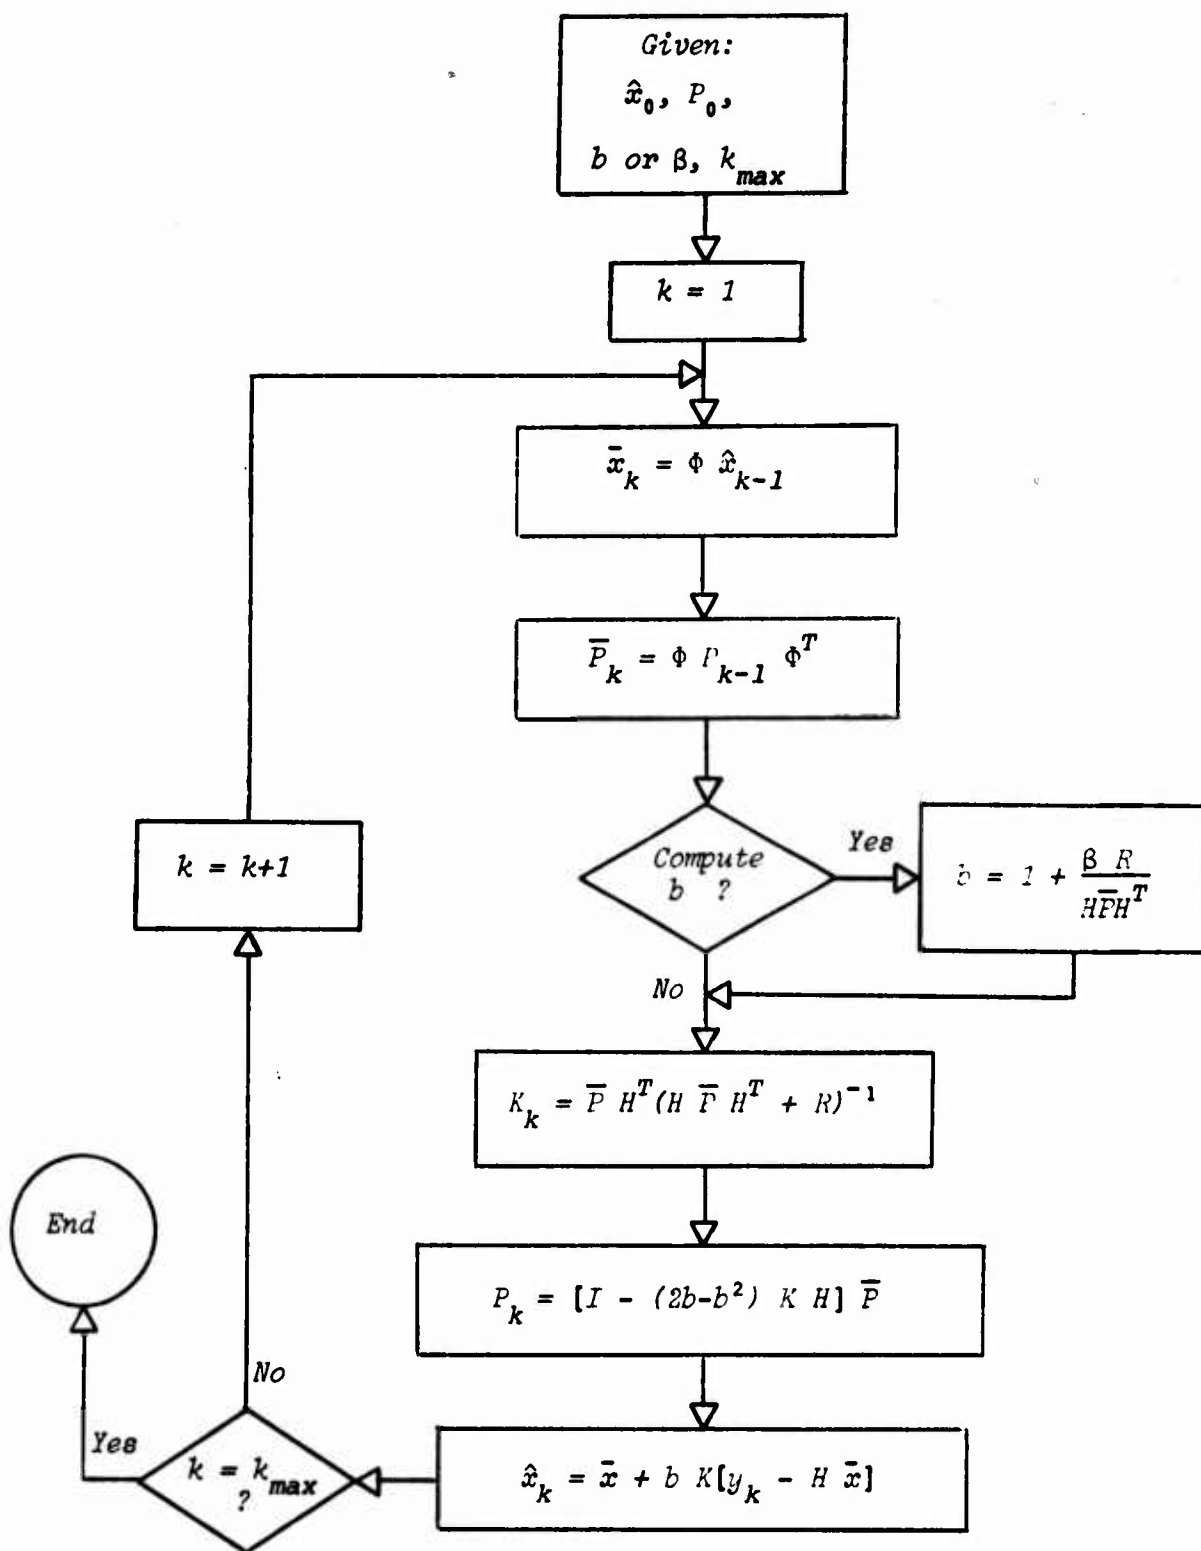 Given:
x̂₀, P₀,
b or β, k_max
k = 1
x̄_k = Φ x̂_{k-1}
P̄_k = Φ P_{k-1} Φ^T
Compute
b ?
Yes
b = 1 + β R / HP̄H^T
No
K_k = P̄ H^T(H P̄ H^T + R)^{-1}
P_k = [I - (2b-b²) K H] P̄
x̂_k = x̄ + b K[y_k - H x̄]
k = k_max
?
No
Yes
k = k+1
End